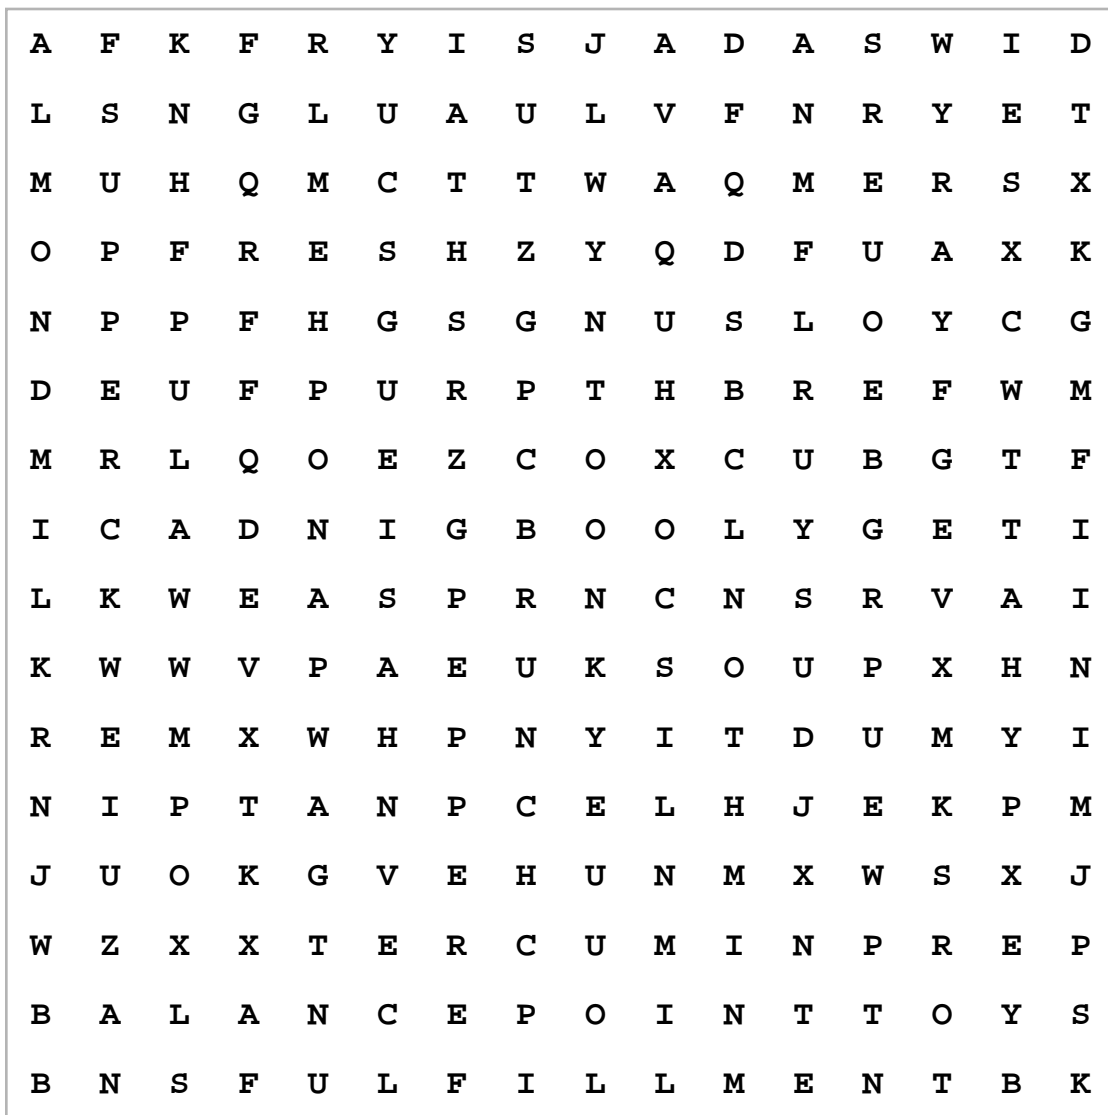 A F K F R Y I S J A D A S W I D
L S N G L U A U L V F N R Y E T
M U H Q M C T T W A Q M E R S X
O P F R E S H Z Y Q D F U A X K
N P P F H G S G N U S L O Y C G
D E U F P U R P T H B R E F W M
M R L Q O E Z C O X C U B G T F
I C A D N I G B O O L Y G E T I
L K W E A S P R N C N S R V A I
K W W V P A E U K S O U P X H N
R E M X W H P N Y I T D U M Y I
N I P T A N P C E L H J E K P M
J U O K G V E H U N M X W S X J
W Z X X T E R C U M I N P R E P
B A L A N C E P O I N T T O Y S
B N S F U L F I L L M E N T B K